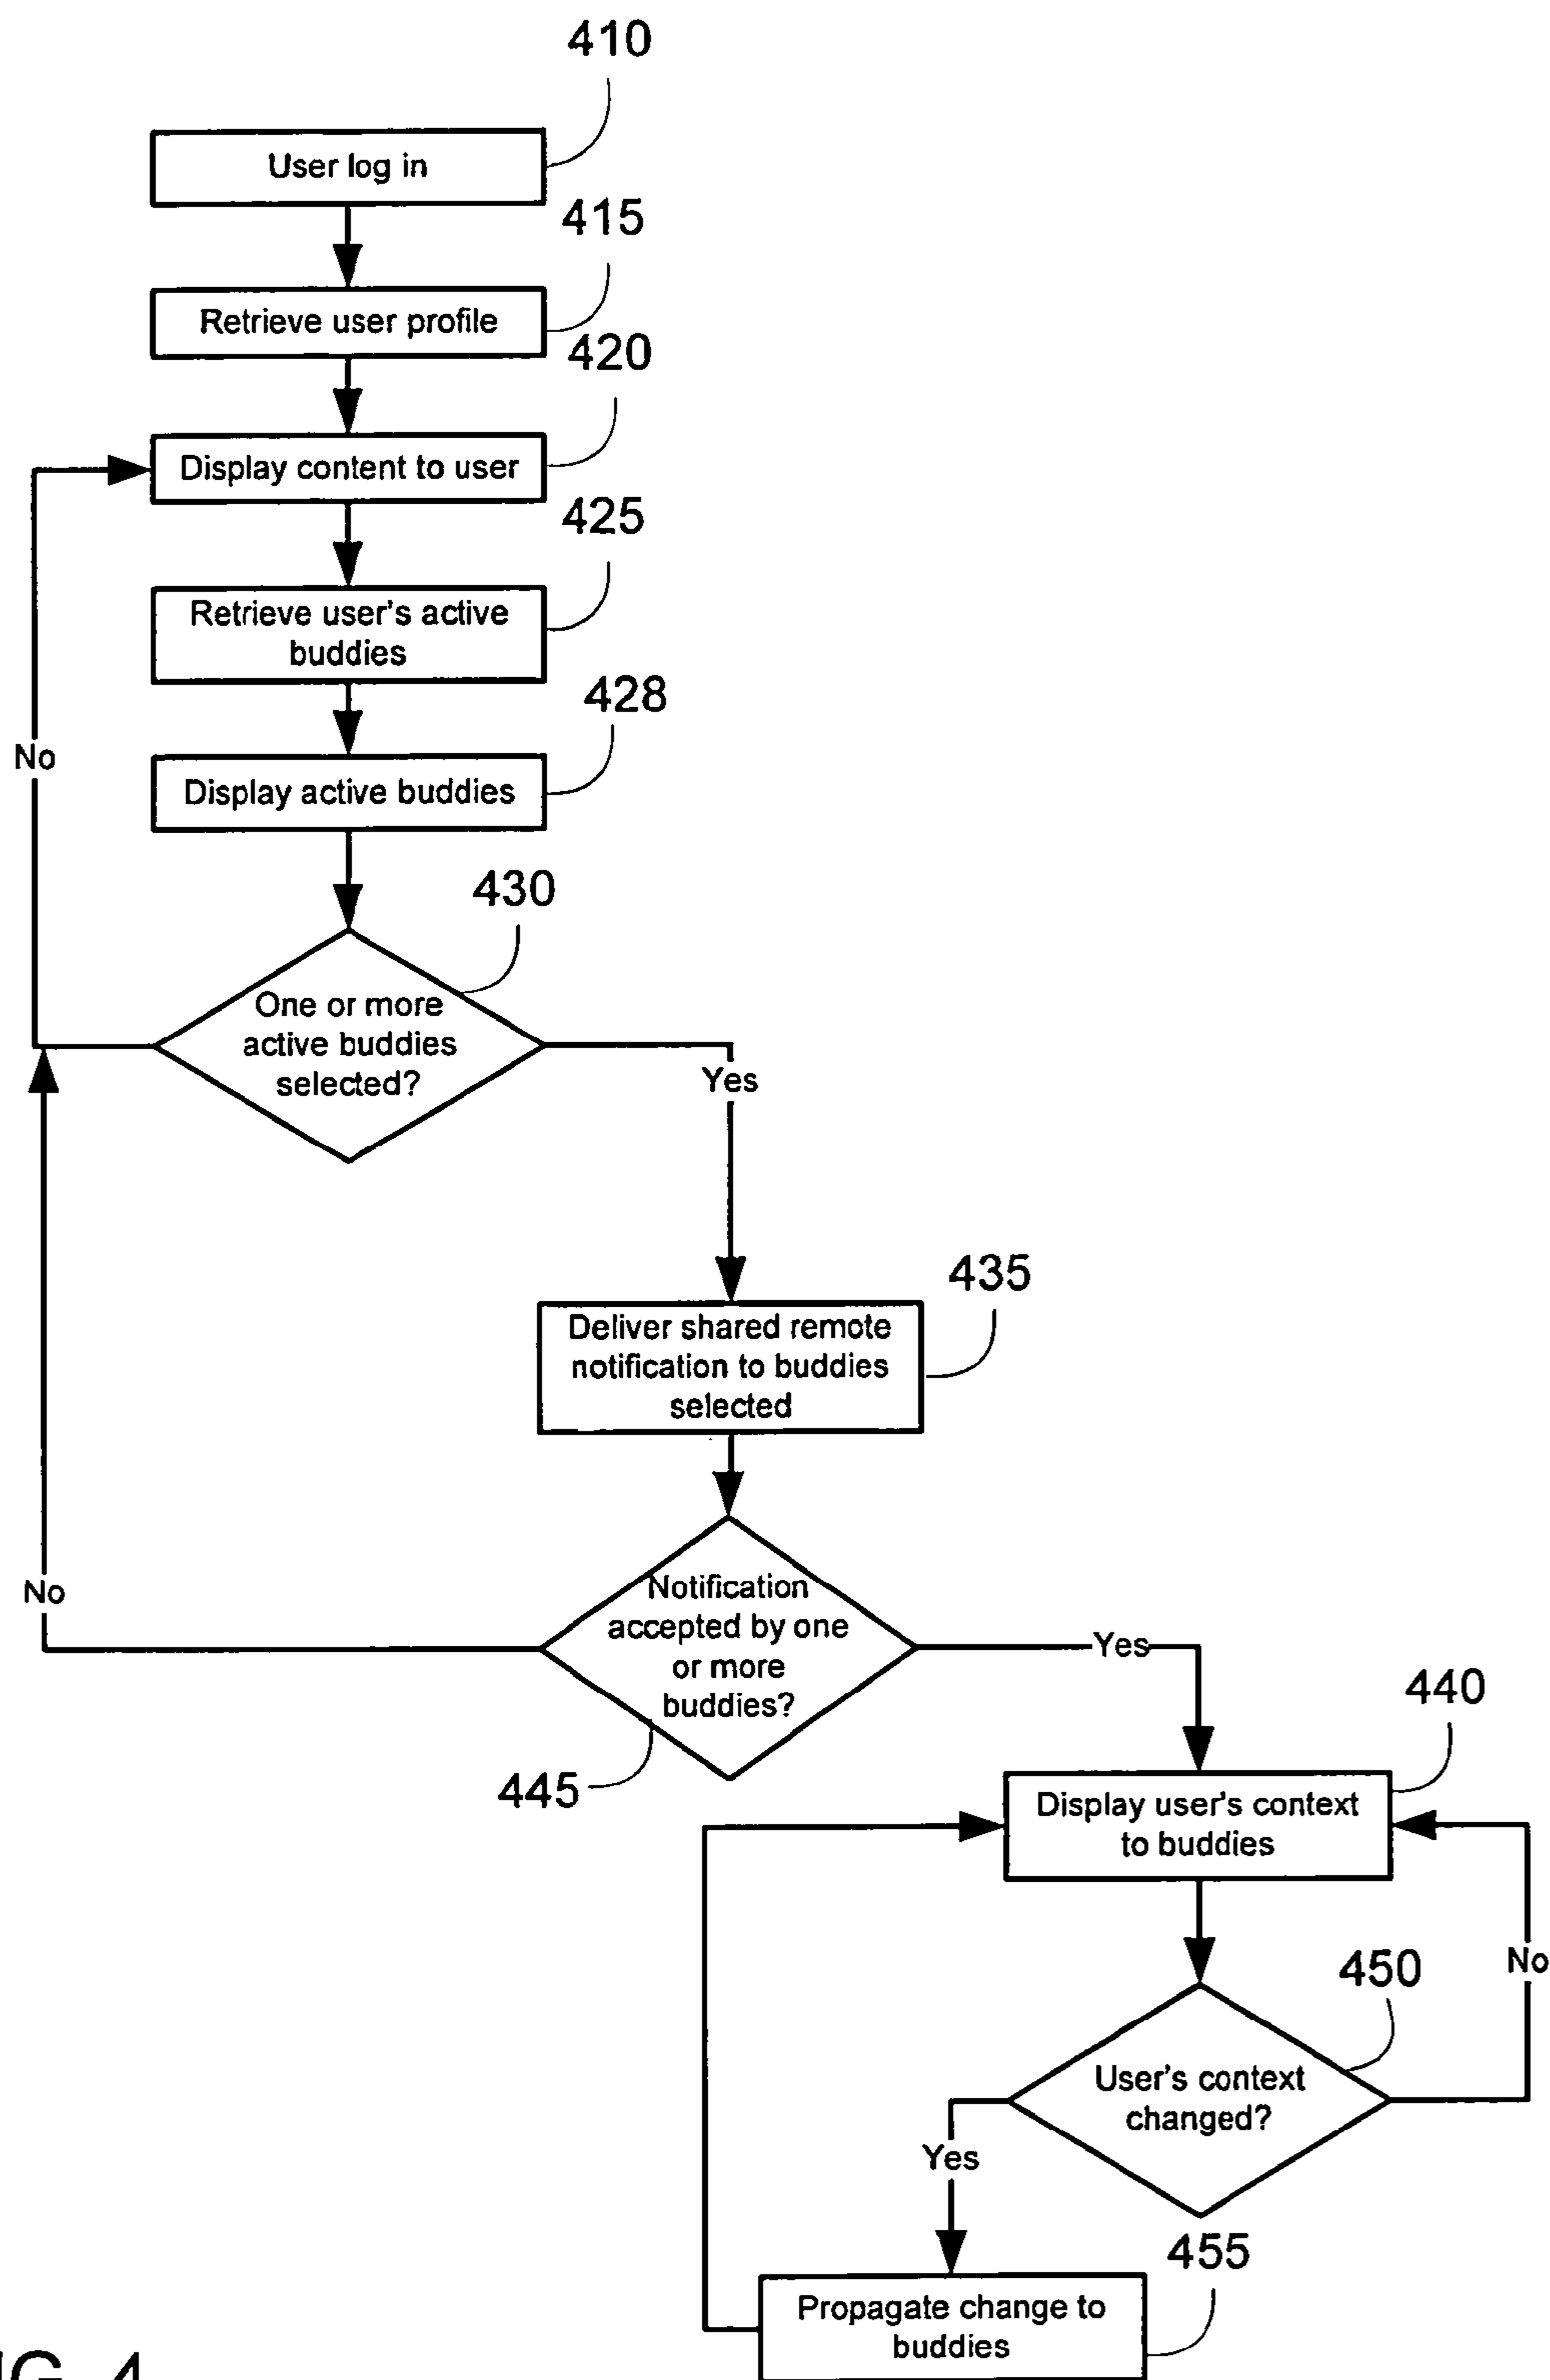 410
User log in
415
Retrieve user profile
420
Display content to user
425
Retrieve user's active
buddies
428
Display active buddies
No
430
One or more
active buddies
selected?
Yes
435
Deliver shared remote
notification to buddies
selected
Notification
accepted by one
or more
buddies?
No
Yes
445
440
Display user's context
to buddies
450
No
User's context
changed?
Yes
455
Propagate change to
buddies